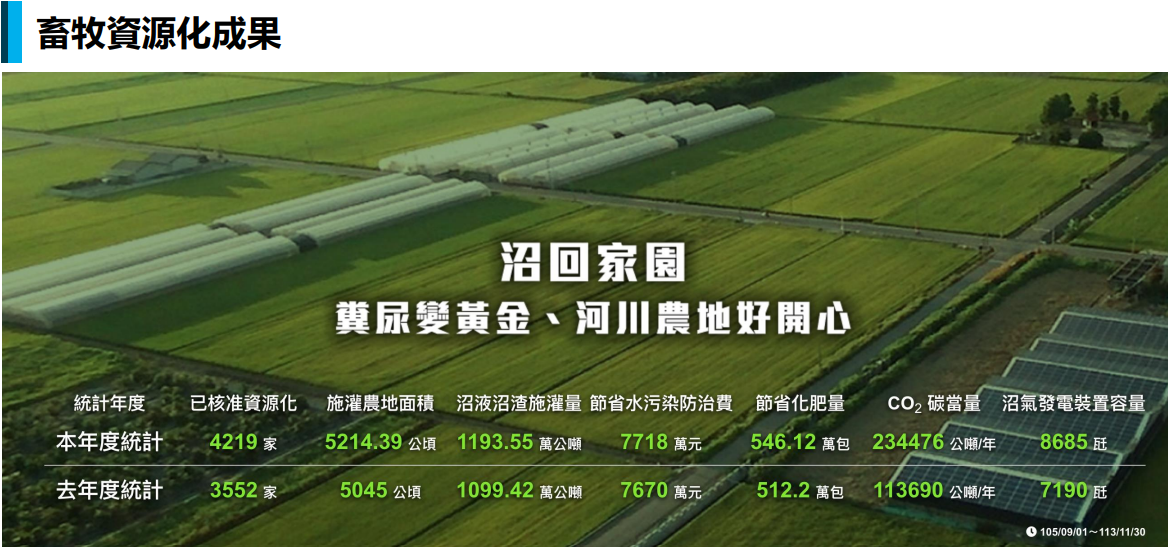 畜牧資源化成果
沼回家園
糞尿變黃金、河川農地好開心
統計年度 已核准資源化 施灌農地面積 沼液沼渣施灌量 節省水污染防治費 節省化肥量 CO₂ 碳當量 沼氣發電裝置容量
本年度統計 4219 家 5214.39 公頃 1193.55 萬公噸 7718 萬元 546.12 萬包 234476 公噸/年 8685 瓩
去年度統計 3552 家 5045 公頃 1099.42 萬公噸 7670 萬元 512.2 萬包 113690 公噸/年 7190 瓩
105/09/01～113/11/30